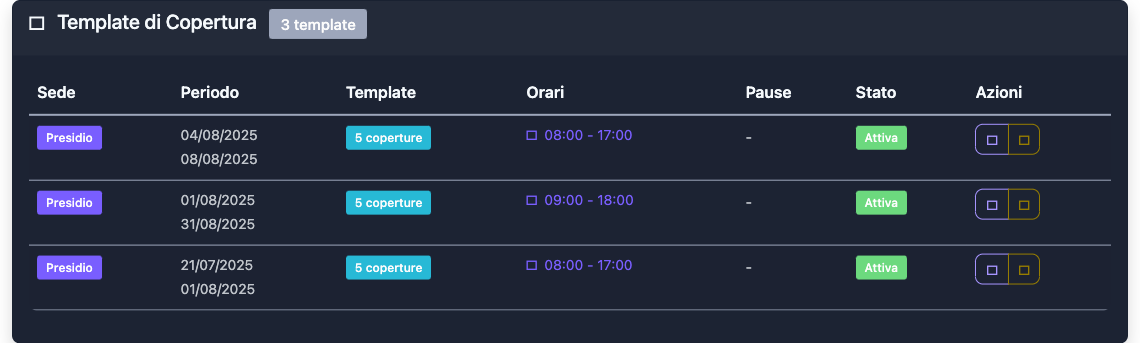 Template di Copertura 3 template
Sede Periodo Template Orari Pause Stato Azioni
Presidio 04/08/2025 5 coperture 08:00 - 17:00 - Attiva
08/08/2025
Presidio 01/08/2025 5 coperture 09:00 - 18:00 - Attiva
31/08/2025
Presidio 21/07/2025 5 coperture 08:00 - 17:00 - Attiva
01/08/2025